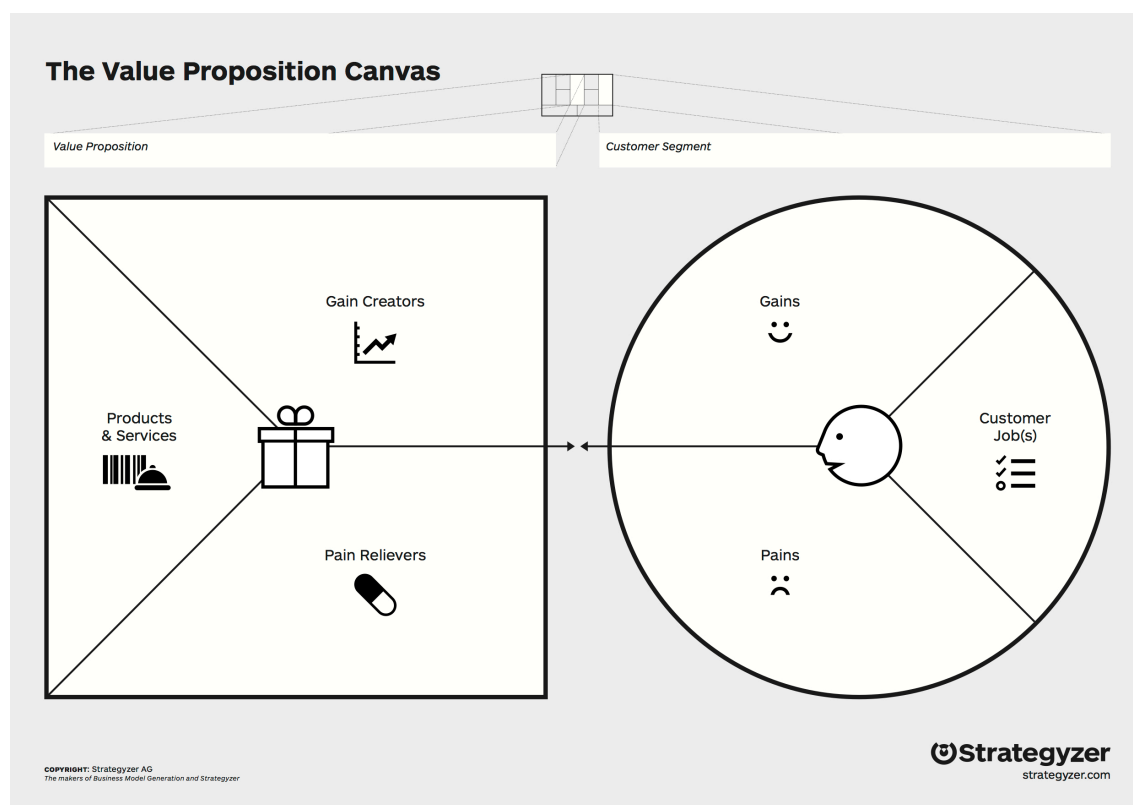 The Value Proposition Canvas
Value Proposition
Customer Segment
Gain Creators
Gains
Products
& Services
Customer
Job(s)
Pain Relievers
Pains
COPYRIGHT: Strategyzer AG
The makers of Business Model Generation and Strategyzer
Strategyzer
strategyzer.com